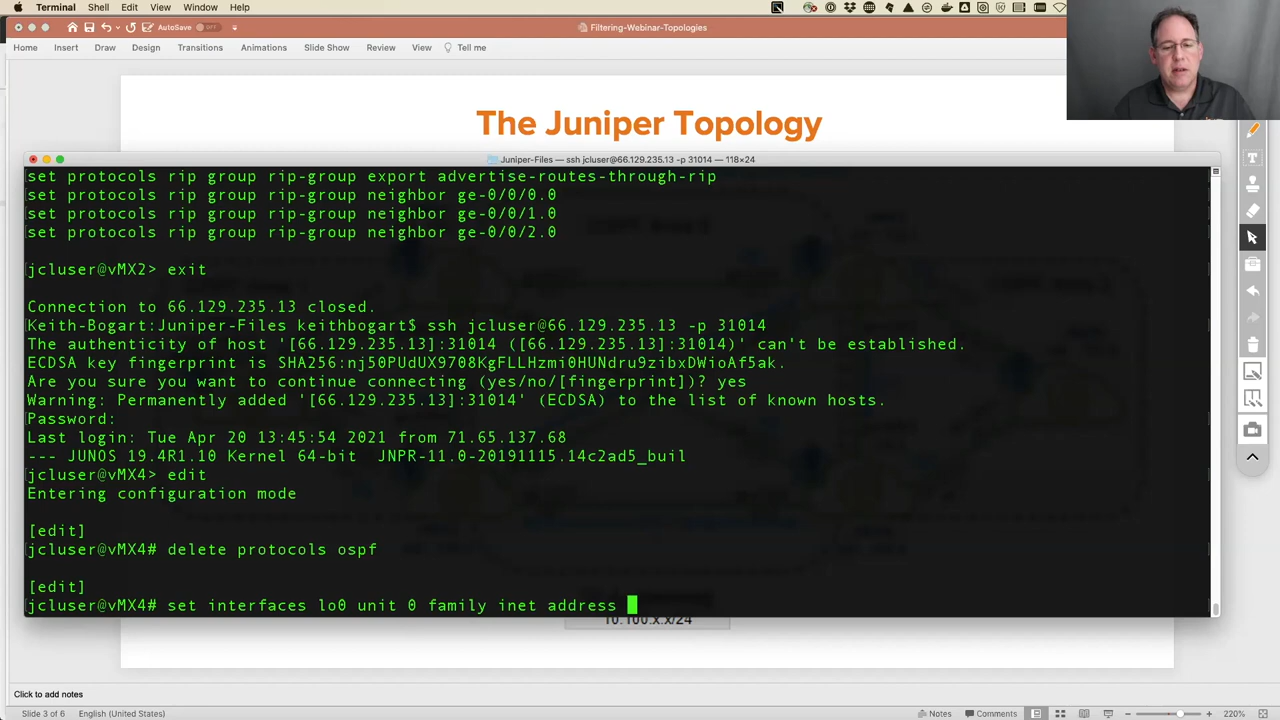 Terminal Shell Edit View Window Help
AutoSave OFF
Filtering-Webinar-Topologies
Home Insert Draw Design Transitions Animations Slide Show Review View Tell me
The Juniper Topology
Juniper-Files — ssh jcluser@66.129.235.13 -p 31014 — 118×24
set protocols rip group rip-group export advertise-routes-through-rip
set protocols rip group rip-group neighbor ge-0/0/0.0
set protocols rip group rip-group neighbor ge-0/0/1.0
set protocols rip group rip-group neighbor ge-0/0/2.0
[jcluser@vMX2> exit
Connection to 66.129.235.13 closed.
[Keith-Bogart:Juniper-Files keithbogart$ ssh jcluser@66.129.235.13 -p 31014
The authenticity of host '[66.129.235.13]:31014 ([66.129.235.13]:31014)' can't be established.
ECDSA key fingerprint is SHA256:nj50PUdUX9708KgFLLHzmi0HUNdru9zibxDWioAf5ak.
[Are you sure you want to continue connecting (yes/no/[fingerprint])? yes
Warning: Permanently added '[66.129.235.13]:31014' (ECDSA) to the list of known hosts.
[Password:
Last login: Tue Apr 20 13:45:54 2021 from 71.65.137.68
--- JUNOS 19.4R1.10 Kernel 64-bit JNPR-11.0-20191115.14c2ad5_buil
[jcluser@vMX4> edit
Entering configuration mode
[edit]
[jcluser@vMX4# delete protocols ospf
[edit]
jcluser@vMX4# set interfaces lo0 unit 0 family inet address
10.100.x.x/24
Click to add notes
Slide 3 of 6 English (United States) Notes Comments 220%